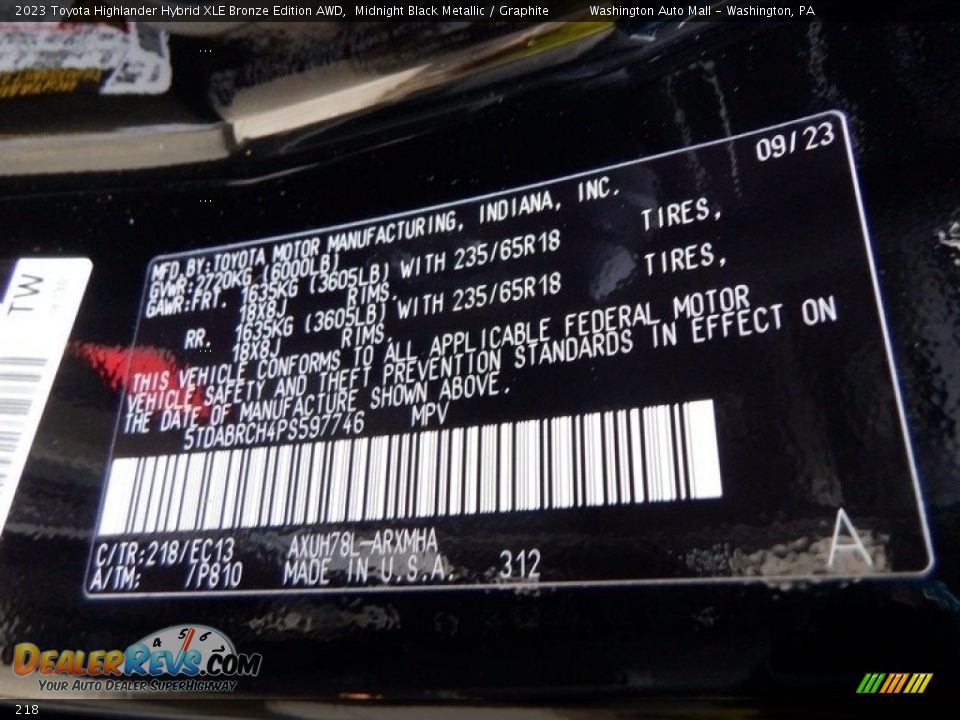 2023 Toyota Highlander Hybrid XLE Bronze Edition AWD, Midnight Black Metallic / Graphite Washington Auto Mall - Washington, PA
09/23
MFD.BY:TOYOTA MOTOR MANUFACTURING, INDIANA, INC.
GVWR:2720KG (6000LB)
GAWR:FRT. 1635KG (3605LB) WITH 235/65R18 TIRES,
18X8J RIMS.
RR. 1635KG (3605LB) WITH 235/65R18 TIRES,
18X8J RIMS.
THIS VEHICLE CONFORMS TO ALL APPLICABLE FEDERAL MOTOR
VEHICLE SAFETY AND THEFT PREVENTION STANDARDS IN EFFECT ON
THE DATE OF MANUFACTURE SHOWN ABOVE.
5TDABRCH4PS597746 MPV
C/TR:218/EC13 AXUH78L-ARXMHA
A/TM: /P810 MADE IN U.S.A. 312
A
TW
4 5 6
DEALERREVS.COM
YOUR AUTO DEALER SUPERHIGHWAY
218